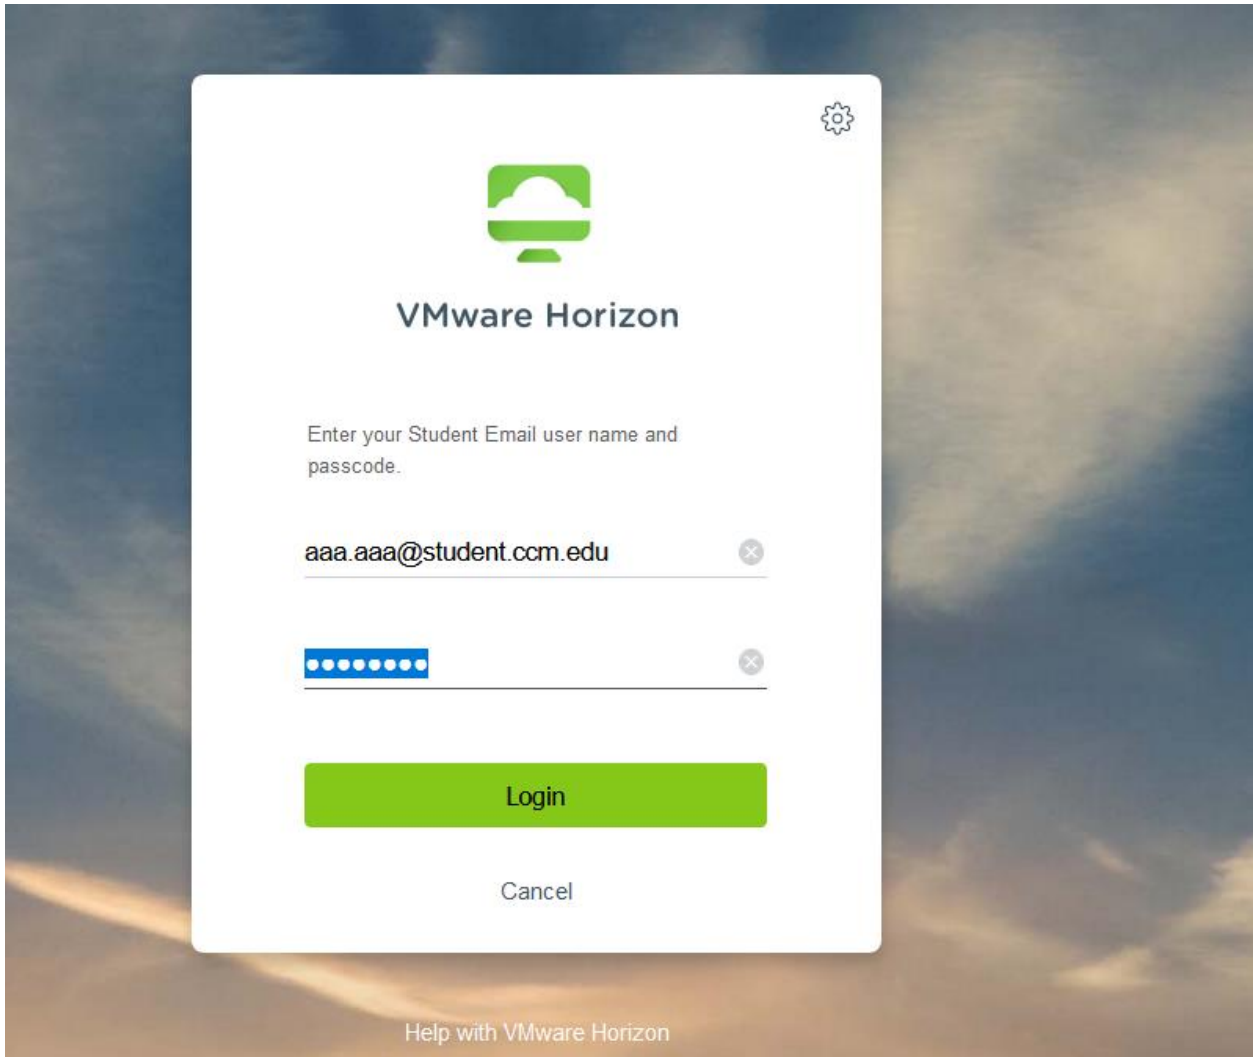 VMware Horizon
Enter your Student Email user name and
passcode.
aaa.aaa@student.ccm.edu
••••••••
Login
Cancel
Help with VMware Horizon